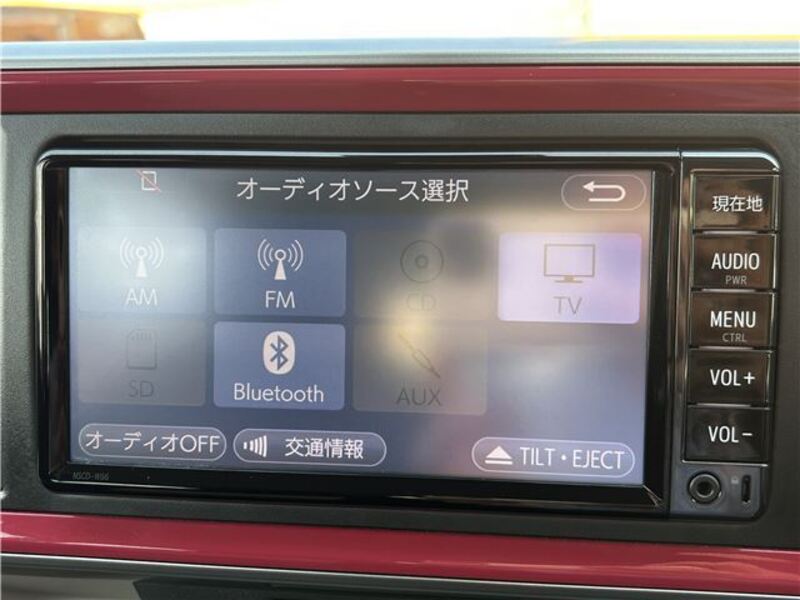 オーディオソース選択
AM
FM
CD
TV
SD
Bluetooth
AUX
オーディオOFF
交通情報
TILT・EJECT
NSCD-W66
現在地
AUDIO
PWR
MENU
CTRL
VOL+
VOL-